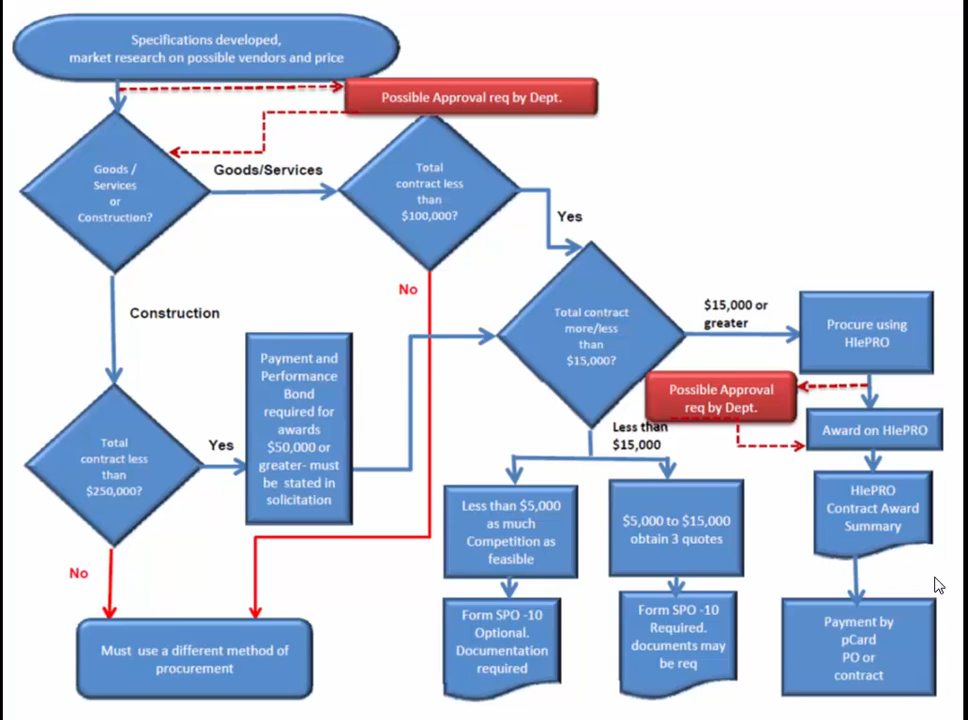 Specifications developed,
market research on possible vendors and price
Possible Approval req by Dept.
Goods /
Services
or
Construction?
Goods/Services
Total
contract less
than
$100,000?
Yes
No
Construction
Total contract
more/less
than
$15,000?
$15,000 or
greater
Procure using
HIePRO
Possible Approval
req by Dept.
Award on HIePRO
HIePRO
Contract Award
Summary
Payment by
pCard
PO or
contract
Less than
$15,000
Total
contract less
than
$250,000?
Yes
Payment and
Performance
Bond
required for
awards
$50,000 or
greater- must
be stated in
solicitation
No
Must use a different method of
procurement
Less than $5,000
as much
Competition as
feasible
$5,000 to $15,000
obtain 3 quotes
Form SPO -10
Optional.
Documentation
required
Form SPO -10
Required.
documents may
be req